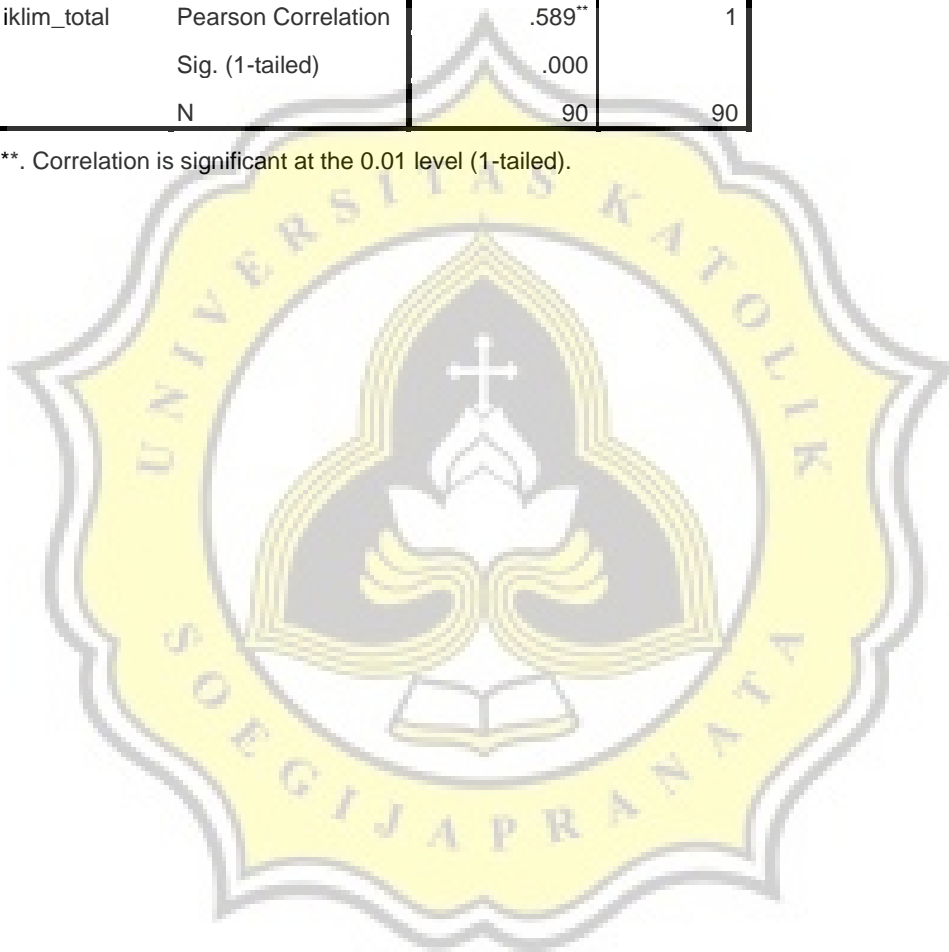 iklim_total Pearson Correlation .589** 1
Sig. (1-tailed) .000
N 90 90
**. Correlation is significant at the 0.01 level (1-tailed).
UNIVERSITAS KATOLIK
SOEGIJAPRANATA